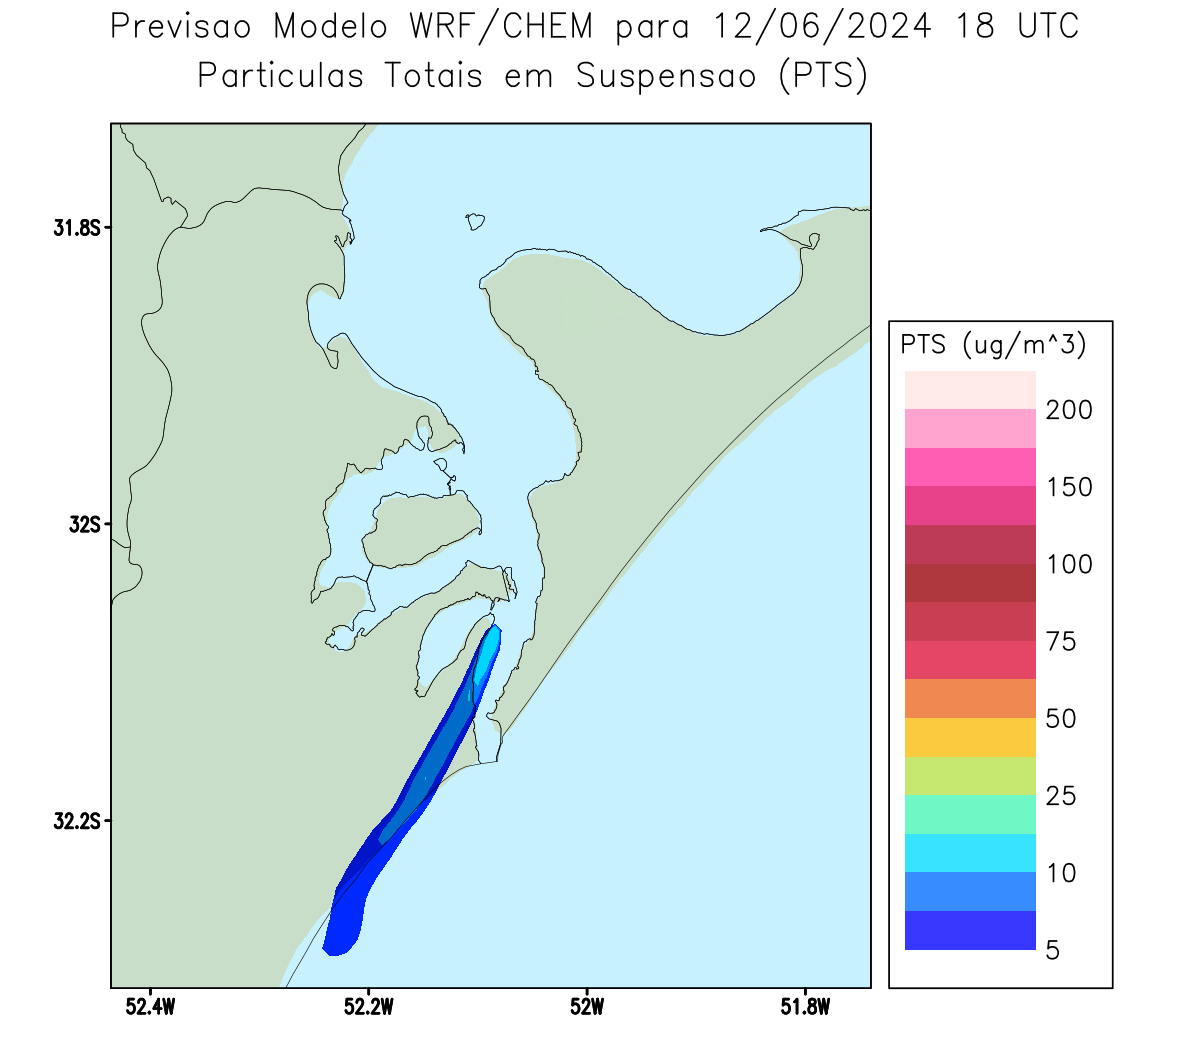 Previsao Modelo WRF/CHEM para 12/06/2024 18 UTC
Particulas Totais em Suspensao (PTS)
31.8S
32S
32.2S
52.4W
52.2W
52W
51.8W
PTS (ug/m^3)
200
150
100
75
50
25
10
5